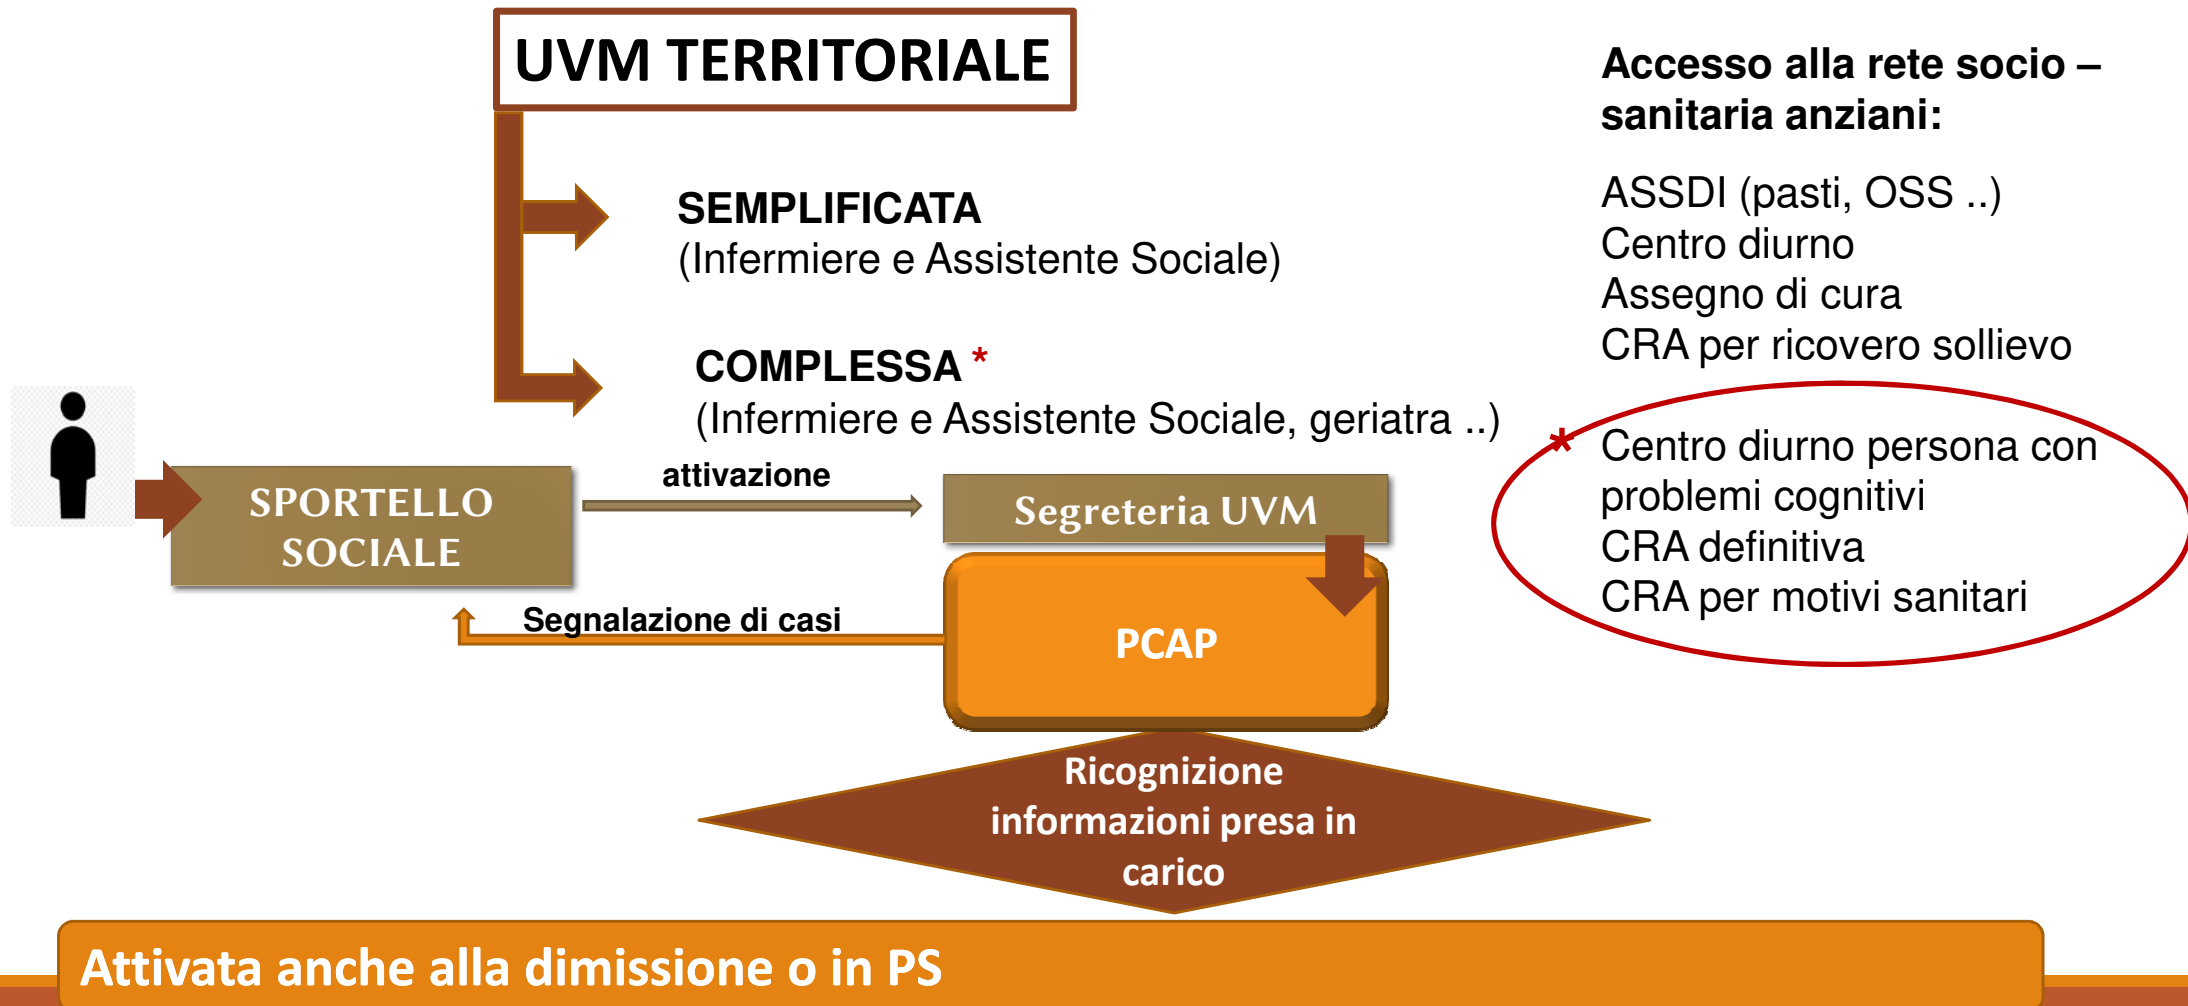 UVM TERRITORIALE
SEMPLIFICATA
(Infermiere e Assistente Sociale)
COMPLESSA *
(Infermiere e Assistente Sociale, geriatra ..)
SPORTELLO
SOCIALE
attivazione
Segreteria UVM
Segnalazione di casi
PCAP
Ricognizione
informazioni presa in
carico
Accesso alla rete socio –
sanitaria anziani:
ASSDI (pasti, OSS ..)
Centro diurno
Assegno di cura
CRA per ricovero sollievo
* Centro diurno persona con
problemi cognitivi
CRA definitiva
CRA per motivi sanitari
Attivata anche alla dimissione o in PS